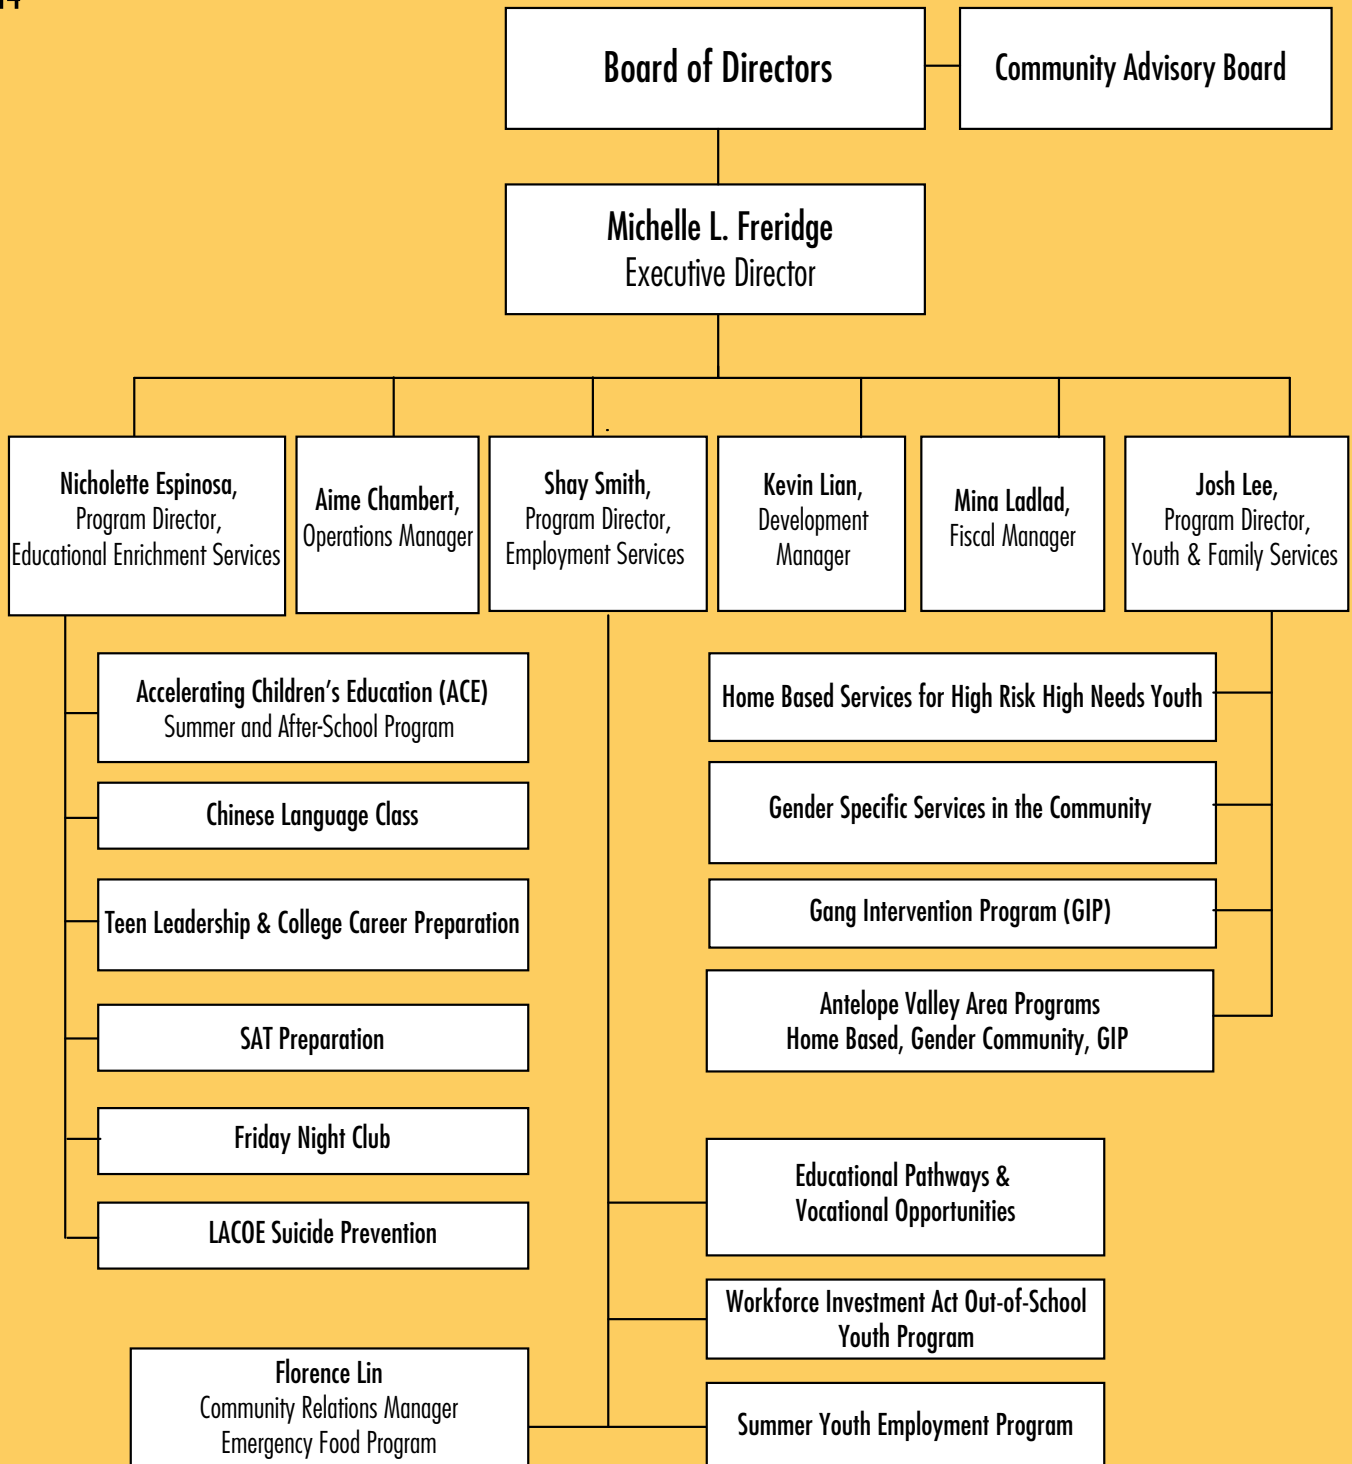 Board of Directors
Community Advisory Board
Michelle L. Freridge
Executive Director
Nicholette Espinosa,
Program Director,
Educational Enrichment Services
Aime Chambert,
Operations Manager
Shay Smith,
Program Director,
Employment Services
Kevin Lian,
Development
Manager
Mina Ladlad,
Fiscal Manager
Josh Lee,
Program Director,
Youth & Family Services
Accelerating Children’s Education (ACE)
Summer and After-School Program
Chinese Language Class
Teen Leadership & College Career Preparation
SAT Preparation
Friday Night Club
LACOE Suicide Prevention
Home Based Services for High Risk High Needs Youth
Gender Specific Services in the Community
Gang Intervention Program (GIP)
Antelope Valley Area Programs
Home Based, Gender Community, GIP
Educational Pathways &
Vocational Opportunities
Workforce Investment Act Out-of-School
Youth Program
Florence Lin
Community Relations Manager
Emergency Food Program
Summer Youth Employment Program